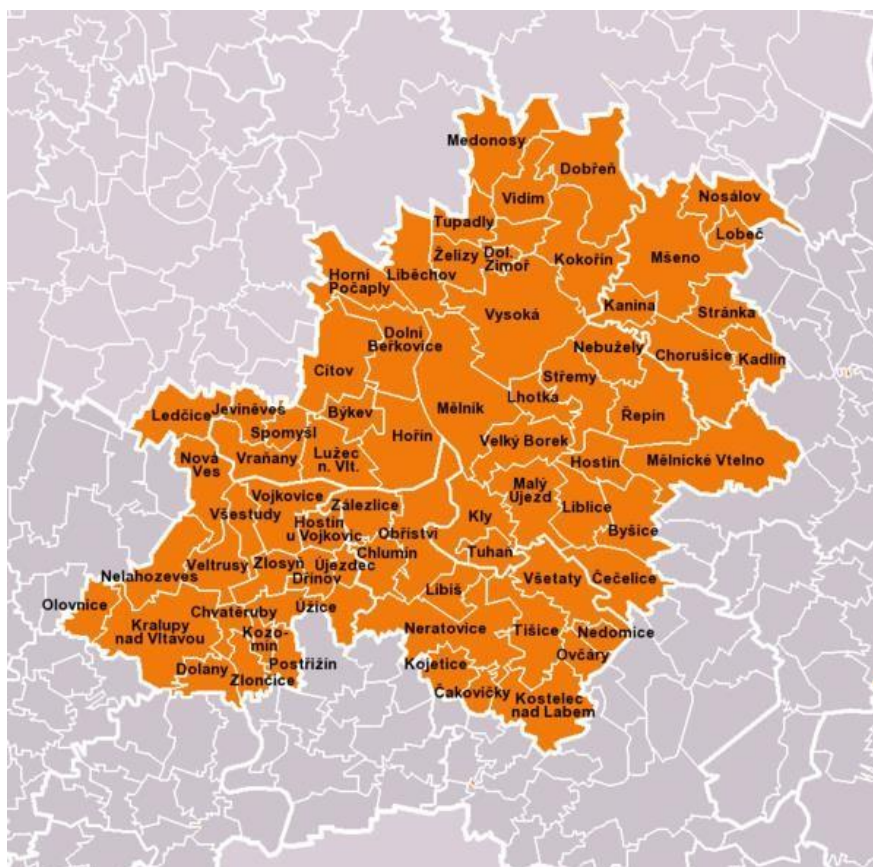 Medonosy
Dobřeň
Vidim
Nosálov
Tupadly
Lobeč
Želízy
Dol.
Zimoř
Kokořín
Mšeno
Liběchov
Horní
Počaply
Kanina
Stránka
Vysoká
Dolní
Beřkovice
Nebužely
Chorušice
Kadlín
Cítov
Střemy
Lhotka
Řepín
Mělník
Ledčice
Jeviněves
Býkev
Spomyšl
Hořín
Velký Borek
Vraňany
Lužec
n. Vlt.
Hostín
Mělnické Vtelno
Nová
Ves
Malý
Újezd
Vojkovice
Zálezlice
Liblice
Všestudy
Kly
Hostín
u Vojkovic
Obříství
Byšice
Chlumín
Tuhaň
Veltrusy
Zlosyň
Újezdec
Nelahozeves
Dřínov
Libiš
Všetaty
Čečelice
Olovnice
Chvatěruby
Úžice
Kralupy
nad Vltavou
Kozo-
mín
Neratovice
Tišice
Nedomice
Ovčáry
Dolany
Postřižín
Kojetice
Zlončice
Čakovičky
Kostelec
nad Labem